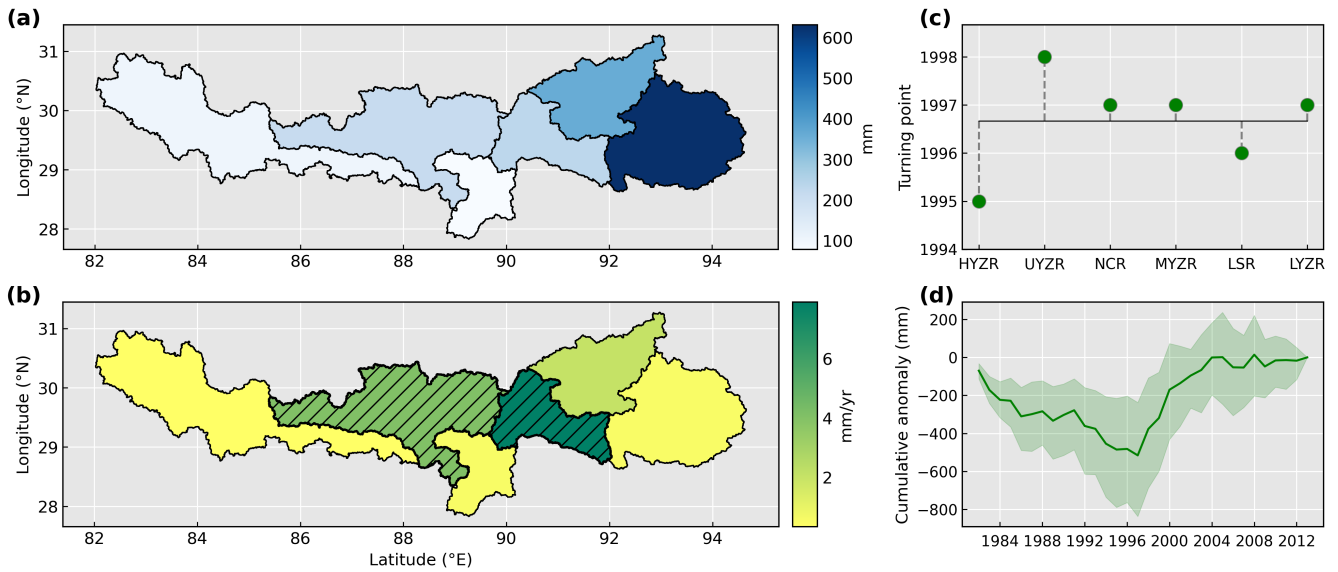 (a)
31
30
29
28
Longitude (°N)
82 84 86 88 90 92 94
600
500
400
300
200
100
mm
(b)
31
30
29
28
Longitude (°N)
82 84 86 88 90 92 94
Latitude (°E)
6
4
2
mm/yr
(c)
1998
1997
1996
1995
1994
Turning point
HYZR UYZR NCR MYZR LSR LYZR
(d)
200
0
−200
−400
−600
−800
Cumulative anomaly (mm)
1984 1988 1992 1996 2000 2004 2008 2012